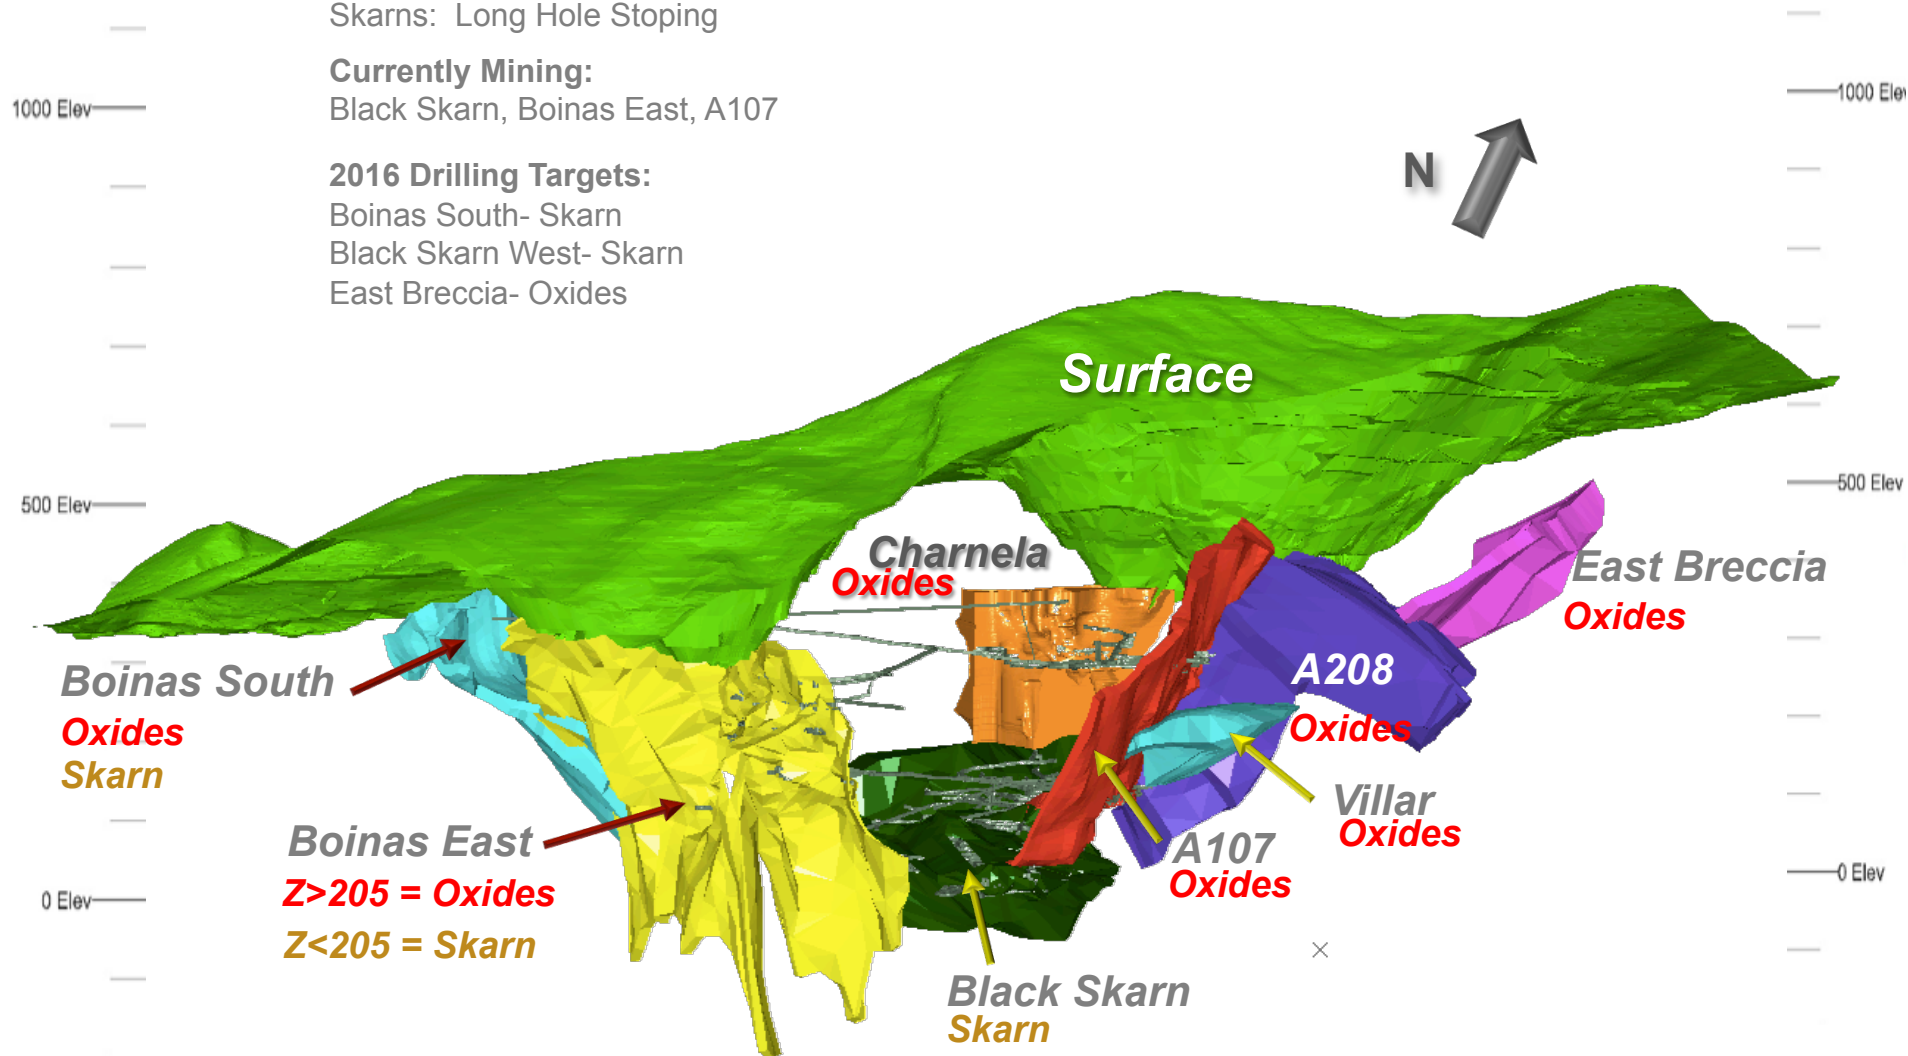 Skarns: Long Hole Stoping
Currently Mining:
Black Skarn, Boinas East, A107
2016 Drilling Targets:
Boinas South- Skarn
Black Skarn West- Skarn
East Breccia- Oxides
1000 Elev
1000 Elev
N
Surface
500 Elev
500 Elev
Charnela
Oxides
East Breccia
Oxides
Boinas South
Oxides
Skarn
A208
Oxides
Villar
Oxides
Boinas East
Z>205 = Oxides
Z<205 = Skarn
A107
Oxides
0 Elev
0 Elev
Black Skarn
Skarn